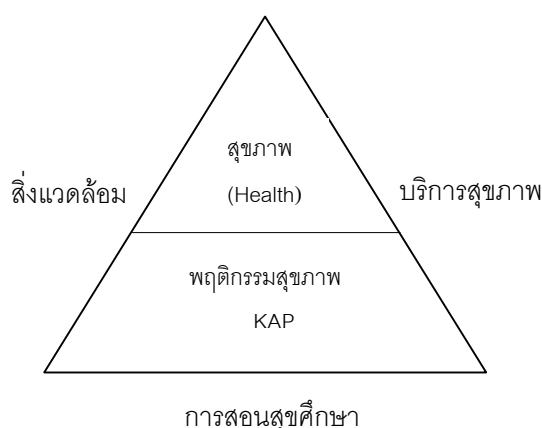 สุขภาพ
(Health)
สิ่งแวดล้อม
บริการสุขภาพ
พฤติกรรมสุขภาพ
KAP
การสอนสุขศึกษา